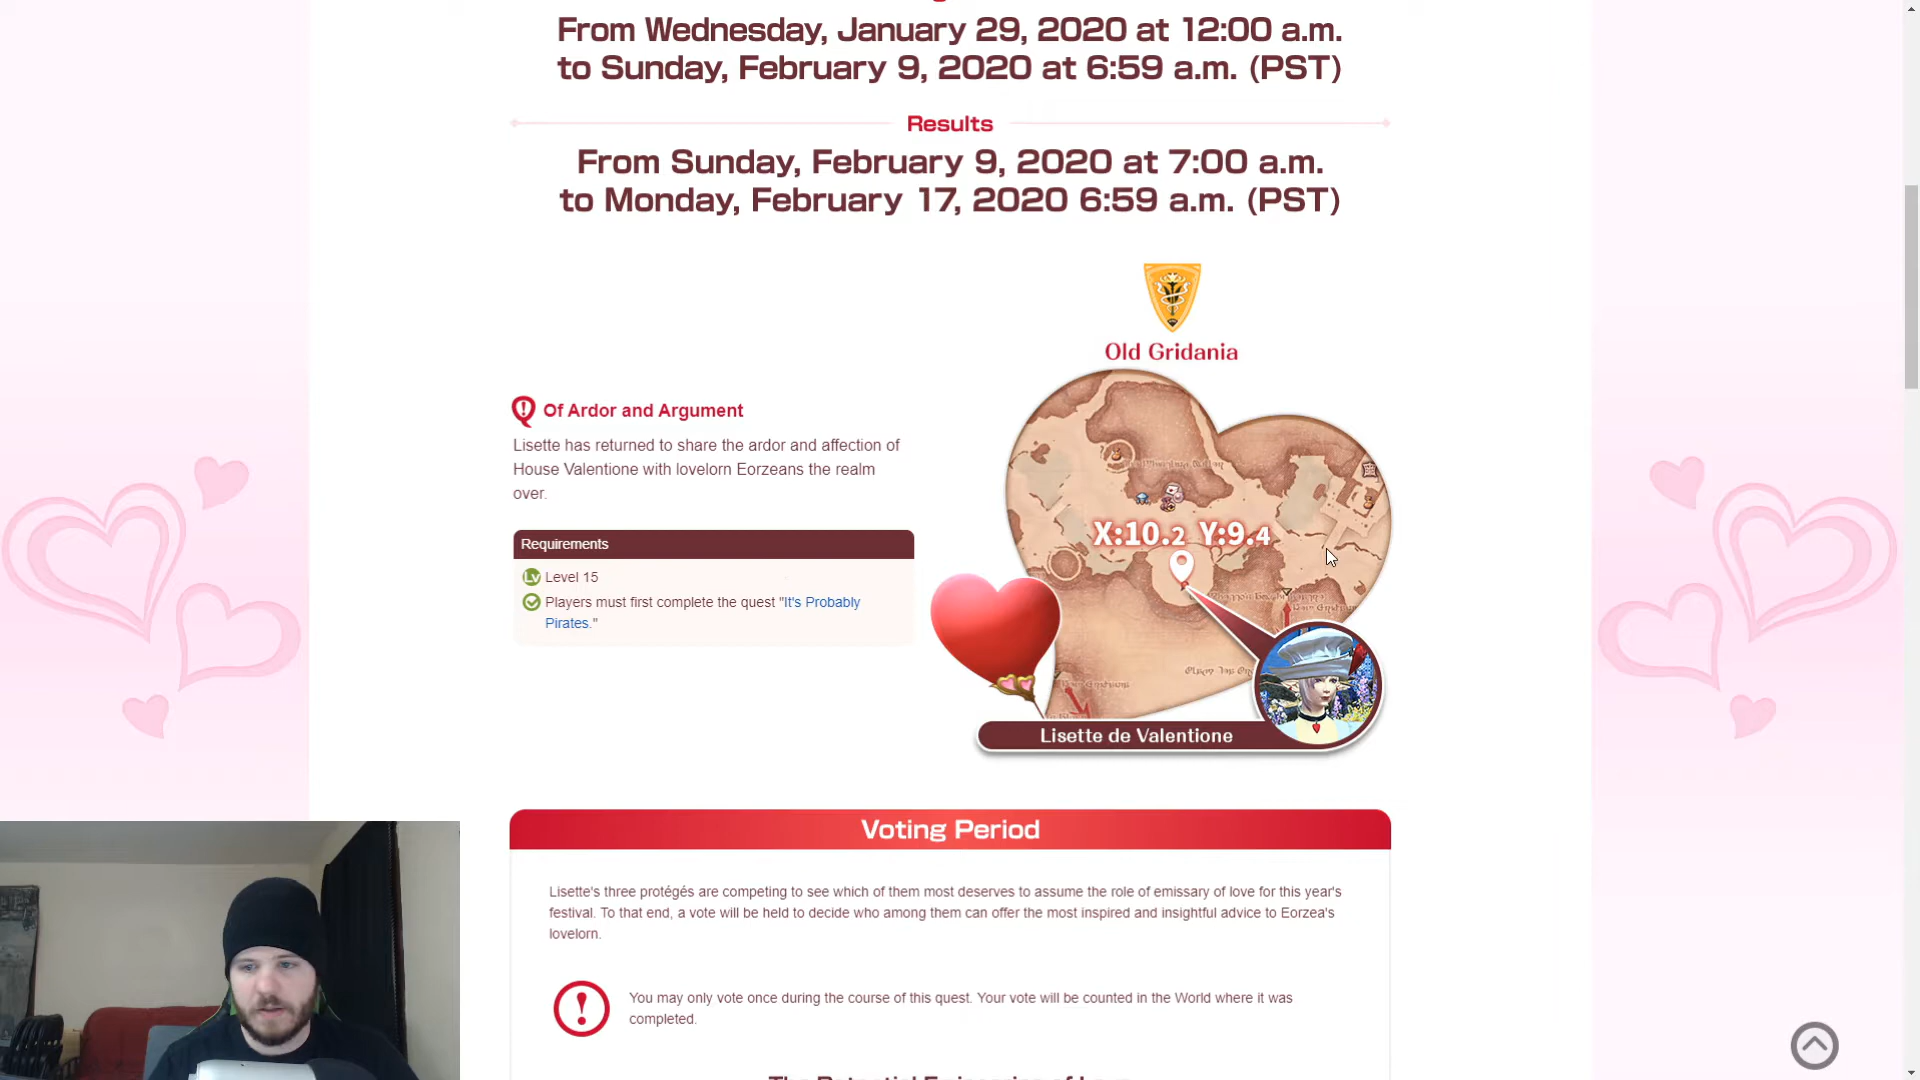 From Wednesday, January 29, 2020 at 12:00 a.m.
to Sunday, February 9, 2020 at 6:59 a.m. (PST)
Results
From Sunday, February 9, 2020 at 7:00 a.m.
to Monday, February 17, 2020 6:59 a.m. (PST)
Old Gridania
Of Ardor and Argument
Lisette has returned to share the ardor and affection of
House Valentione with lovelorn Eorzeans the realm
over.
Requirements
Lv Level 15
Players must first complete the quest "It's Probably
Pirates."
X:10.2 Y:9.4
Lisette de Valentione
Voting Period
Lisette's three protégés are competing to see which of them most deserves to assume the role of emissary of love for this year's
festival. To that end, a vote will be held to decide who among them can offer the most inspired and insightful advice to Eorzea's
lovelorn.
You may only vote once during the course of this quest. Your vote will be counted in the World where it was
completed.